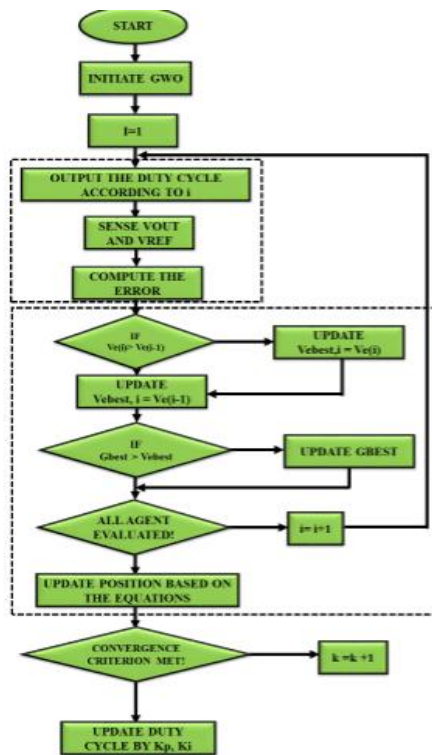 START
INITIATE GWO
I=1
OUTPUT THE DUTY CYCLE
ACCORDING TO i
SENSE VOUT
AND VREF
COMPUTE THE
ERROR
IF
Ve(i)> Ve(i-1)
UPDATE
Vebest,i = Ve(i)
UPDATE
Vebest, i = Ve(i-1)
IF
Gbest > Vebest
UPDATE GBEST
ALL AGENT
EVALUATED!
i= i+1
UPDATE POSITION BASED ON
THE EQUATIONS
CONVERGENCE
CRITERION MET!
k =k +1
UPDATE DUTY
CYCLE BY Kp, Ki